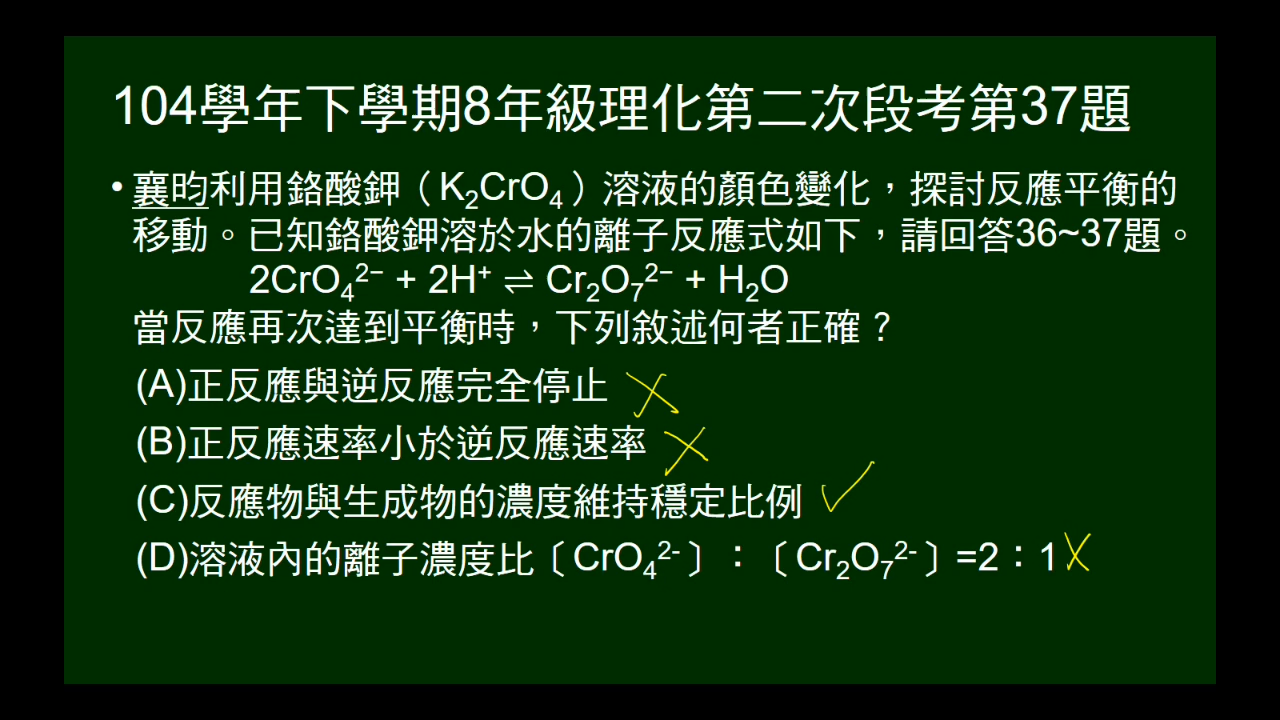 104學年下學期8年級理化第二次段考第37題
• 襄昀利用鉻酸鉀（K₂CrO₄）溶液的顏色變化，探討反應平衡的
移動。已知鉻酸鉀溶於水的離子反應式如下，請回答36~37題。
2CrO₄²⁻ + 2H⁺ ⇌ Cr₂O₇²⁻ + H₂O
當反應再次達到平衡時，下列敘述何者正確？
(A)正反應與逆反應完全停止
(B)正反應速率小於逆反應速率
(C)反應物與生成物的濃度維持穩定比例
(D)溶液內的離子濃度比〔CrO₄²⁻〕：〔Cr₂O₇²⁻〕=2：1